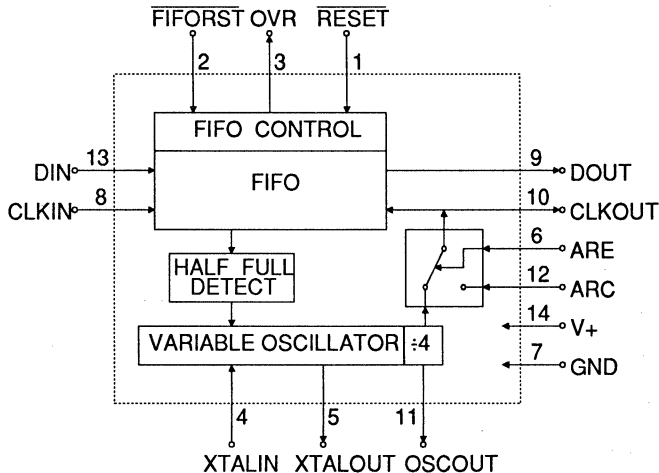 FIFORST OVR RESET
2 3 1
FIFO CONTROL
DIN 13
9 DOUT
FIFO
CLKIN 8
10 CLKOUT
6 ARE
HALF FULL
DETECT
12 ARC
14 V+
VARIABLE OSCILLATOR ÷4
7 GND
4 5 11
XTALIN XTALOUT OSCOUT